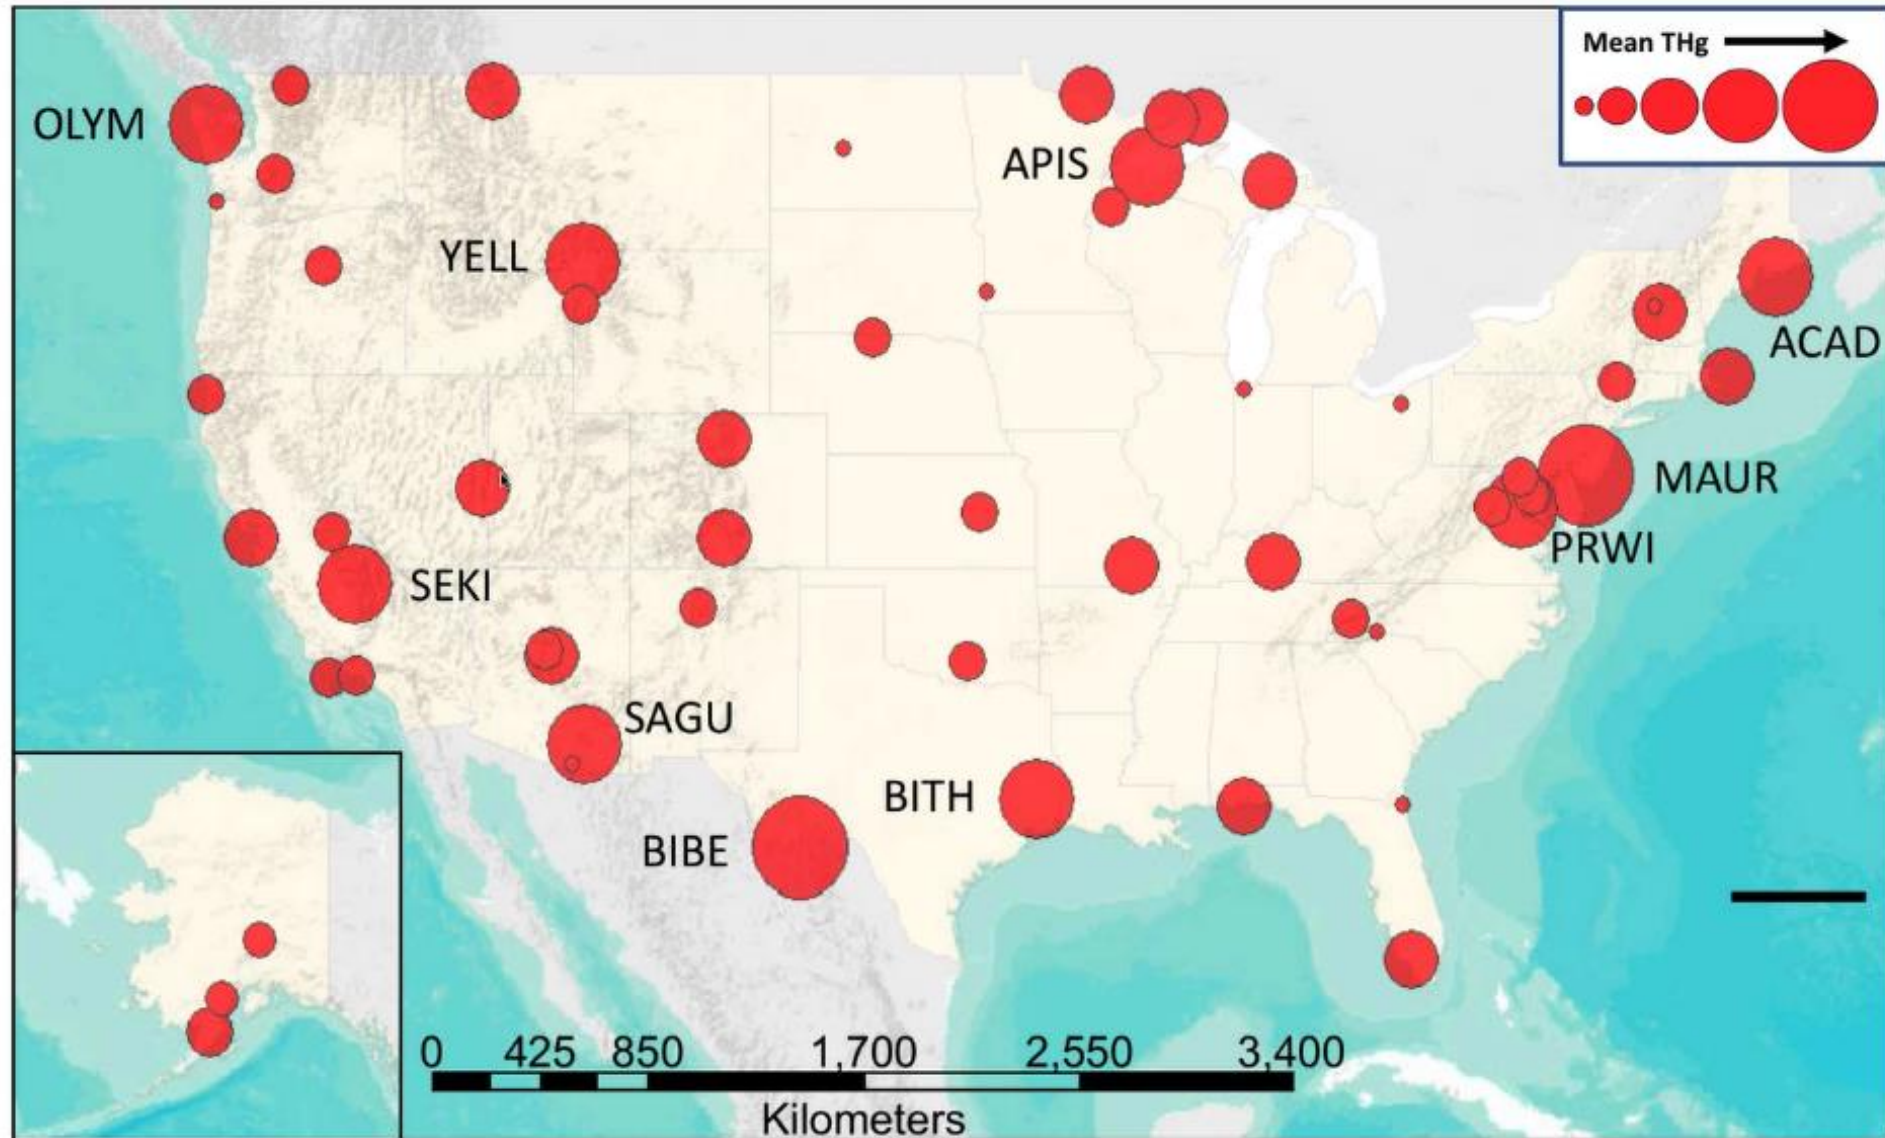 Mean THg
OLYM
APIS
YELL
ACAD
MAUR
PRWI
SEKI
SAGU
BITH
BIBE
0 425 850 1,700 2,550 3,400
Kilometers